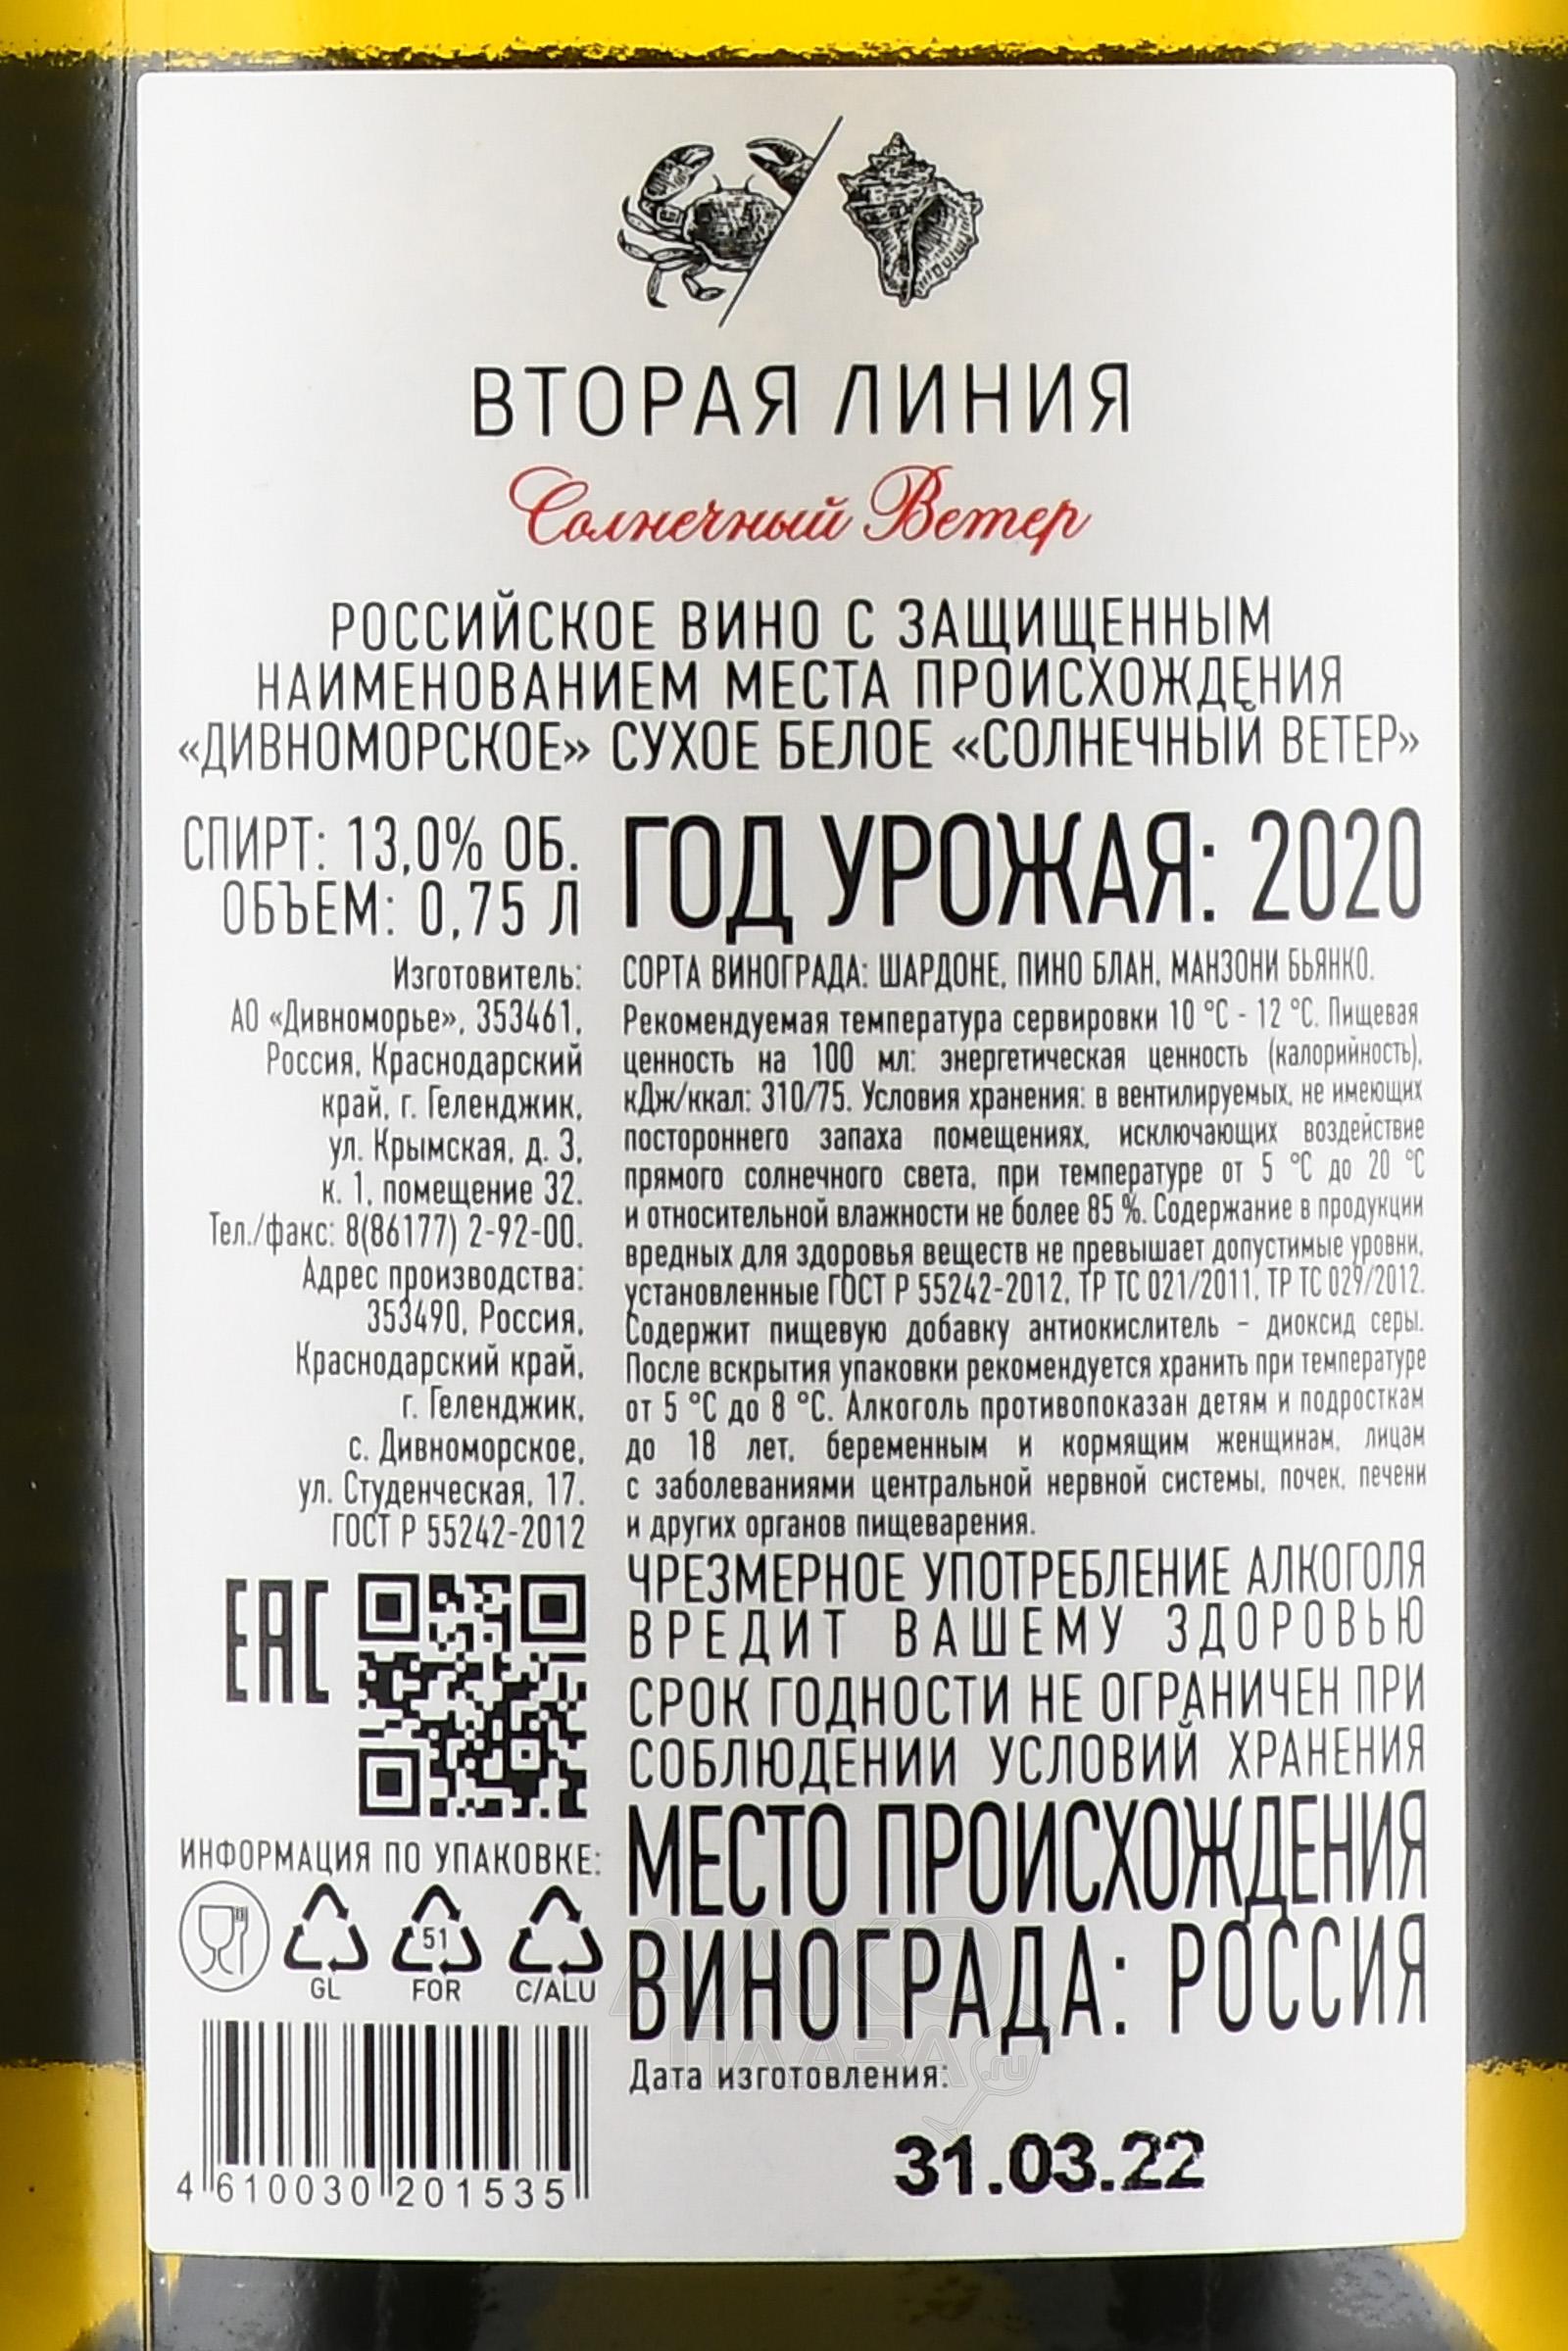 ВТОРАЯ ЛИНИЯ
Солнечный Ветер
РОССИЙСКОЕ ВИНО С ЗАЩИЩЕННЫМ
НАИМЕНОВАНИЕМ МЕСТА ПРОИСХОЖДЕНИЯ
«ДИВНОМОРСКОЕ» СУХОЕ БЕЛОЕ «СОЛНЕЧНЫЙ ВЕТЕР»
СПИРТ: 13,0% ОБ.
ОБЪЕМ: 0,75 Л
Изготовитель:
АО «Дивноморье», 353461,
Россия, Краснодарский
край, г. Геленджик,
ул. Крымская, д. 3,
к. 1, помещение 32.
Тел./факс: 8(86177) 2-92-00.
Адрес производства:
353490, Россия,
Краснодарский край,
г. Геленджик,
с. Дивноморское,
ул. Студенческая, 17.
ГОСТ Р 55242-2012
EAC
ИНФОРМАЦИЯ ПО УПАКОВКЕ:
51
GL FOR C/ALU
4 610030 201535
ГОД УРОЖАЯ: 2020
СОРТА ВИНОГРАДА: ШАРДОНЕ, ПИНО БЛАН, МАНЗОНИ БЬЯНКО.
Рекомендуемая температура сервировки 10 °C - 12 °C. Пищевая
ценность на 100 мл: энергетическая ценность (калорийность),
кДж/ккал: 310/75. Условия хранения: в вентилируемых, не имеющих
постороннего запаха помещениях, исключающих воздействие
прямого солнечного света, при температуре от 5 °C до 20 °C
и относительной влажности не более 85 %. Содержание в продукции
вредных для здоровья веществ не превышает допустимые уровни,
установленные ГОСТ Р 55242-2012, ТР ТС 021/2011, ТР ТС 029/2012.
Содержит пищевую добавку антиокислитель – диоксид серы.
После вскрытия упаковки рекомендуется хранить при температуре
от 5 °C до 8 °C. Алкоголь противопоказан детям и подросткам
до 18 лет, беременным и кормящим женщинам, лицам
с заболеваниями центральной нервной системы, почек, печени
и других органов пищеварения.
ЧРЕЗМЕРНОЕ УПОТРЕБЛЕНИЕ АЛКОГОЛЯ
ВРЕДИТ ВАШЕМУ ЗДОРОВЬЮ
СРОК ГОДНОСТИ НЕ ОГРАНИЧЕН ПРИ
СОБЛЮДЕНИИ УСЛОВИЙ ХРАНЕНИЯ
МЕСТО ПРОИСХОЖДЕНИЯ
ВИНОГРАДА: РОССИЯ
Дата изготовления:
31.03.22
АЛКО
ПЛАЗА.ru